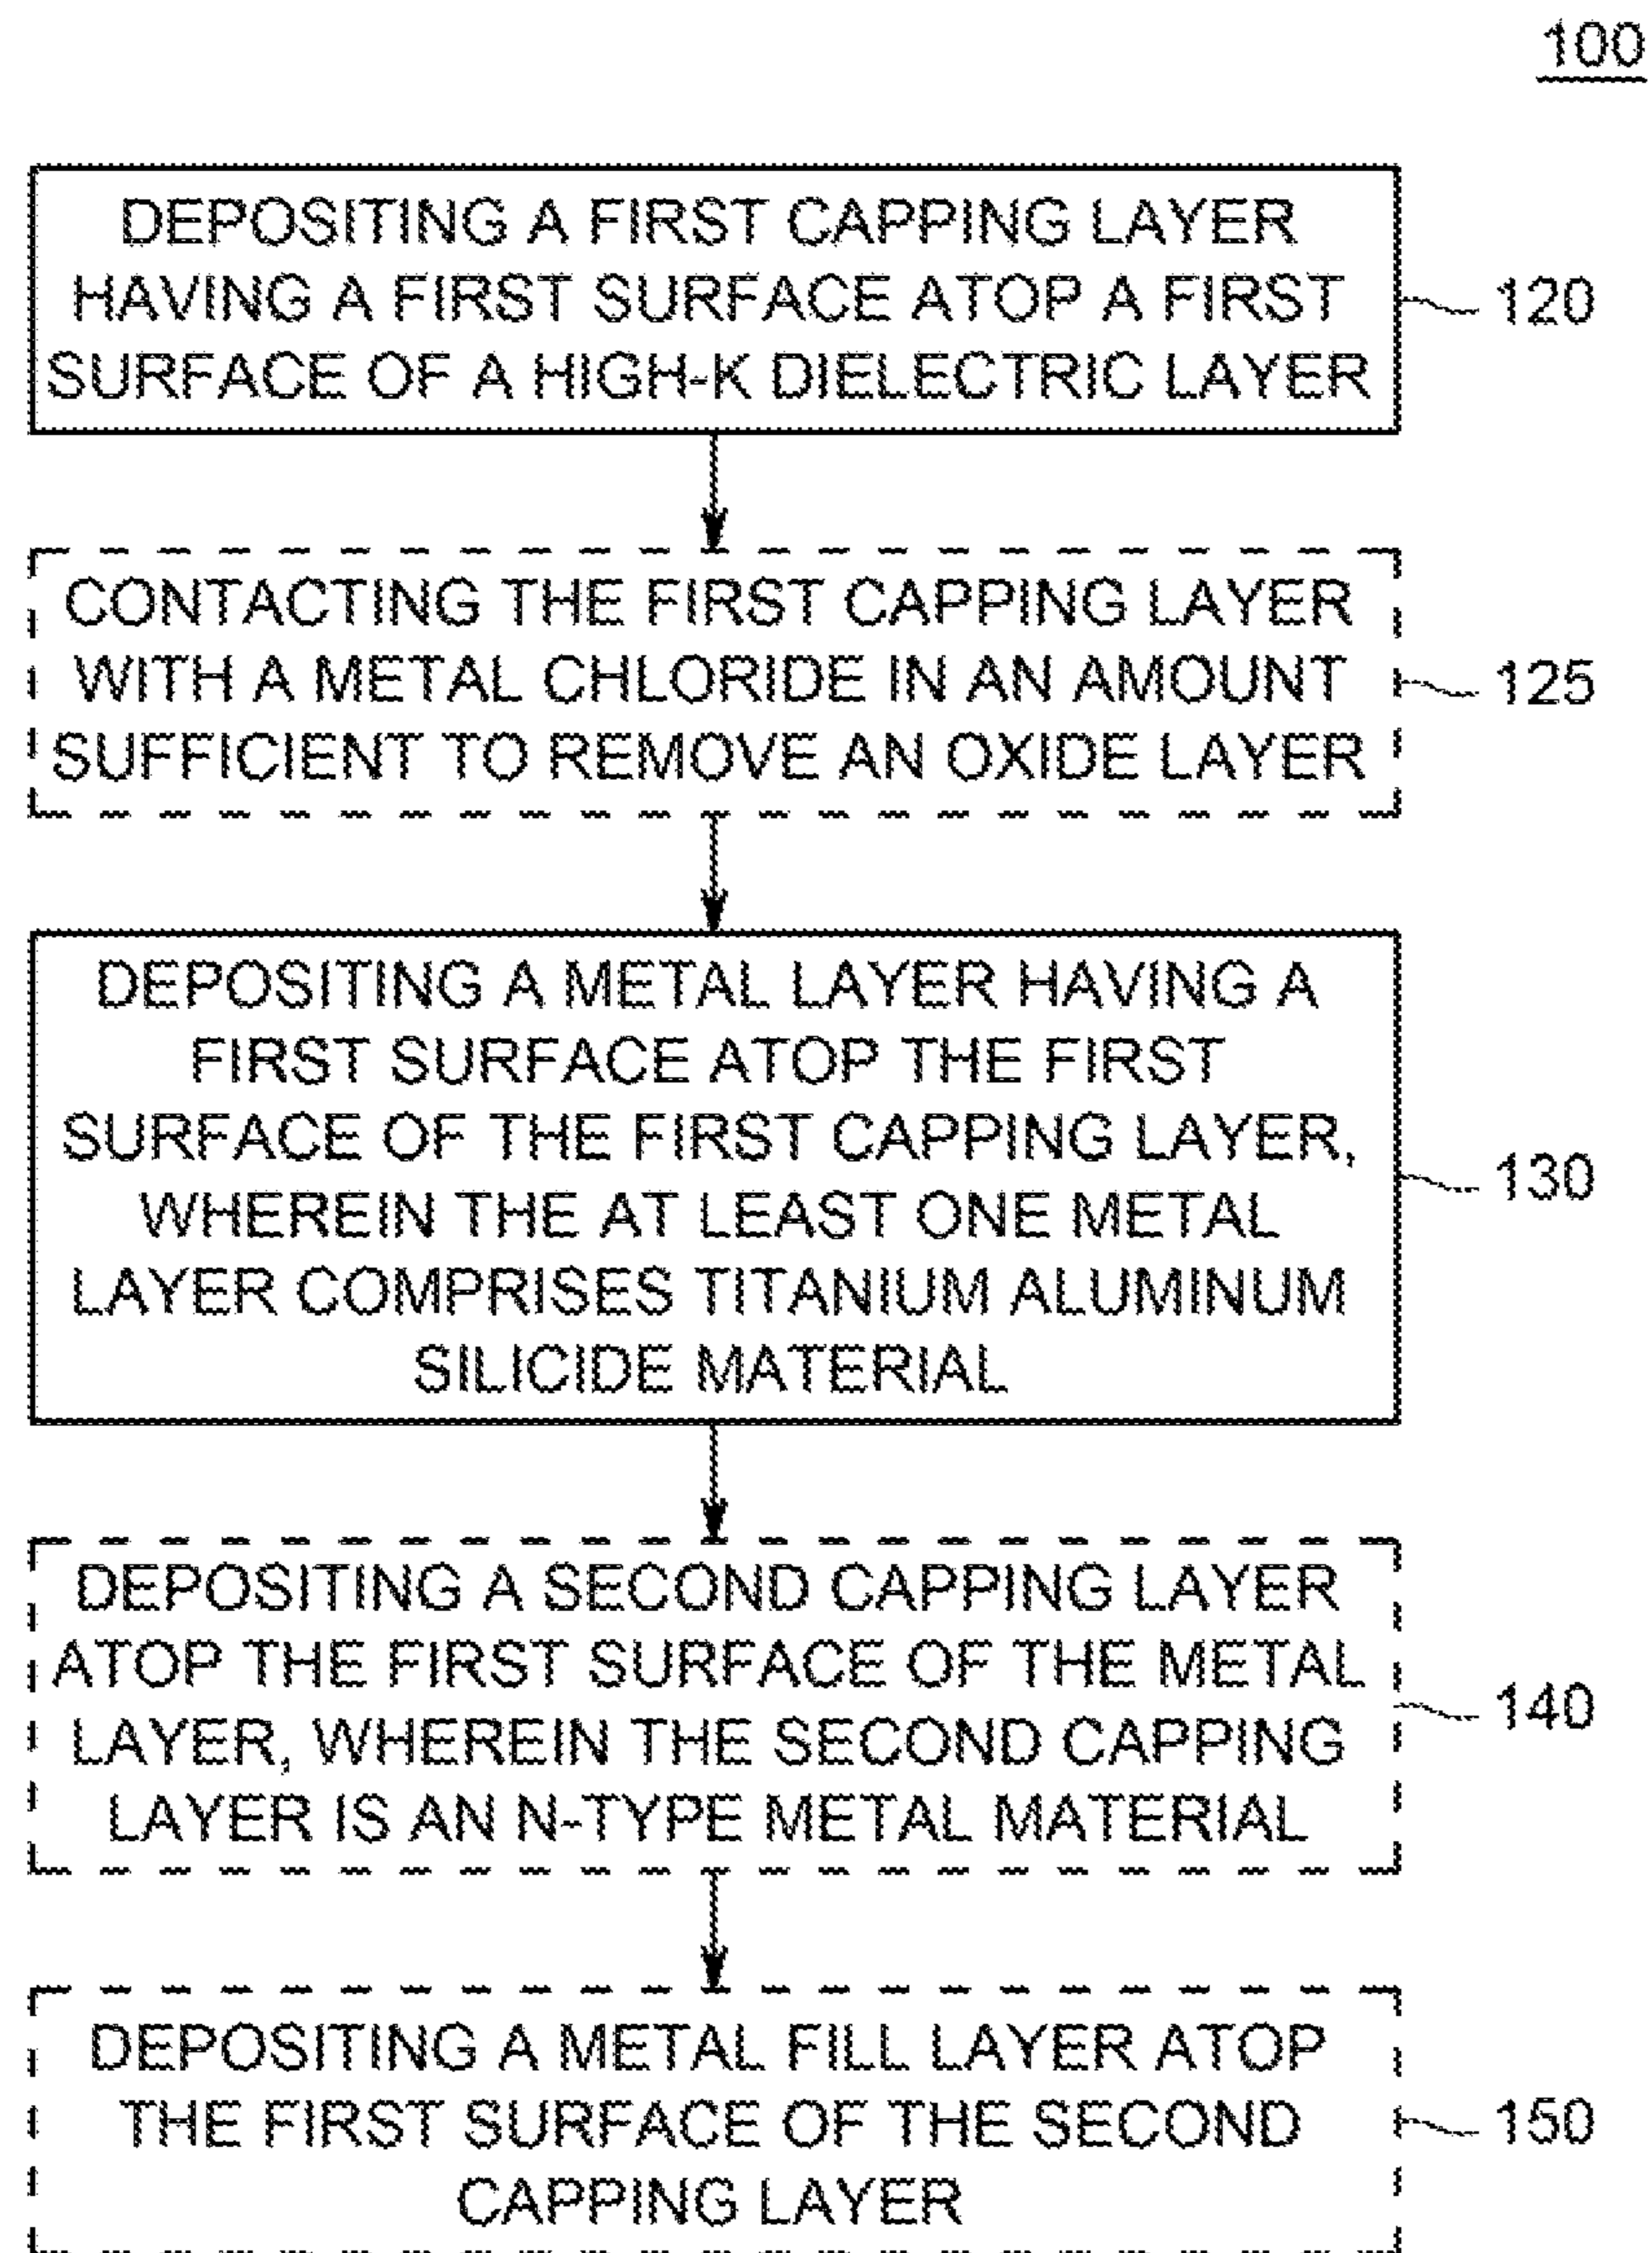 100
DEPOSITING A FIRST CAPPING LAYER
HAVING A FIRST SURFACE ATOP A FIRST
SURFACE OF A HIGH-K DIELECTRIC LAYER
120
CONTACTING THE FIRST CAPPING LAYER
WITH A METAL CHLORIDE IN AN AMOUNT
SUFFICIENT TO REMOVE AN OXIDE LAYER
125
DEPOSITING A METAL LAYER HAVING A
FIRST SURFACE ATOP THE FIRST
SURFACE OF THE FIRST CAPPING LAYER,
WHEREIN THE AT LEAST ONE METAL
LAYER COMPRISES TITANIUM ALUMINUM
SILICIDE MATERIAL
130
DEPOSITING A SECOND CAPPING LAYER
ATOP THE FIRST SURFACE OF THE METAL
LAYER, WHEREIN THE SECOND CAPPING
LAYER IS AN N-TYPE METAL MATERIAL
140
DEPOSITING A METAL FILL LAYER ATOP
THE FIRST SURFACE OF THE SECOND
CAPPING LAYER
150